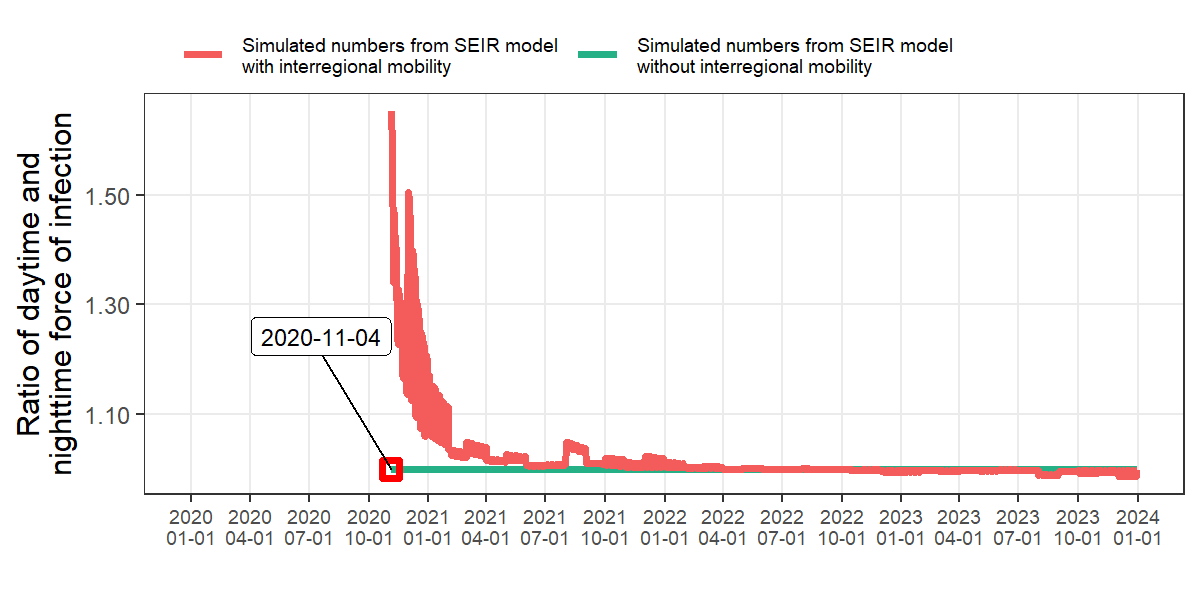 Simulated numbers from SEIR model
with interregional mobility
Simulated numbers from SEIR model
without interregional mobility
Ratio of daytime and
nighttime force of infection
1.50
1.30
1.10
2020-11-04
2020 2020 2020 2020 2021 2021 2021 2021 2022 2022 2022 2022 2023 2023 2023 2023 2024
01-01 04-01 07-01 10-01 01-01 04-01 07-01 10-01 01-01 04-01 07-01 10-01 01-01 04-01 07-01 10-01 01-01